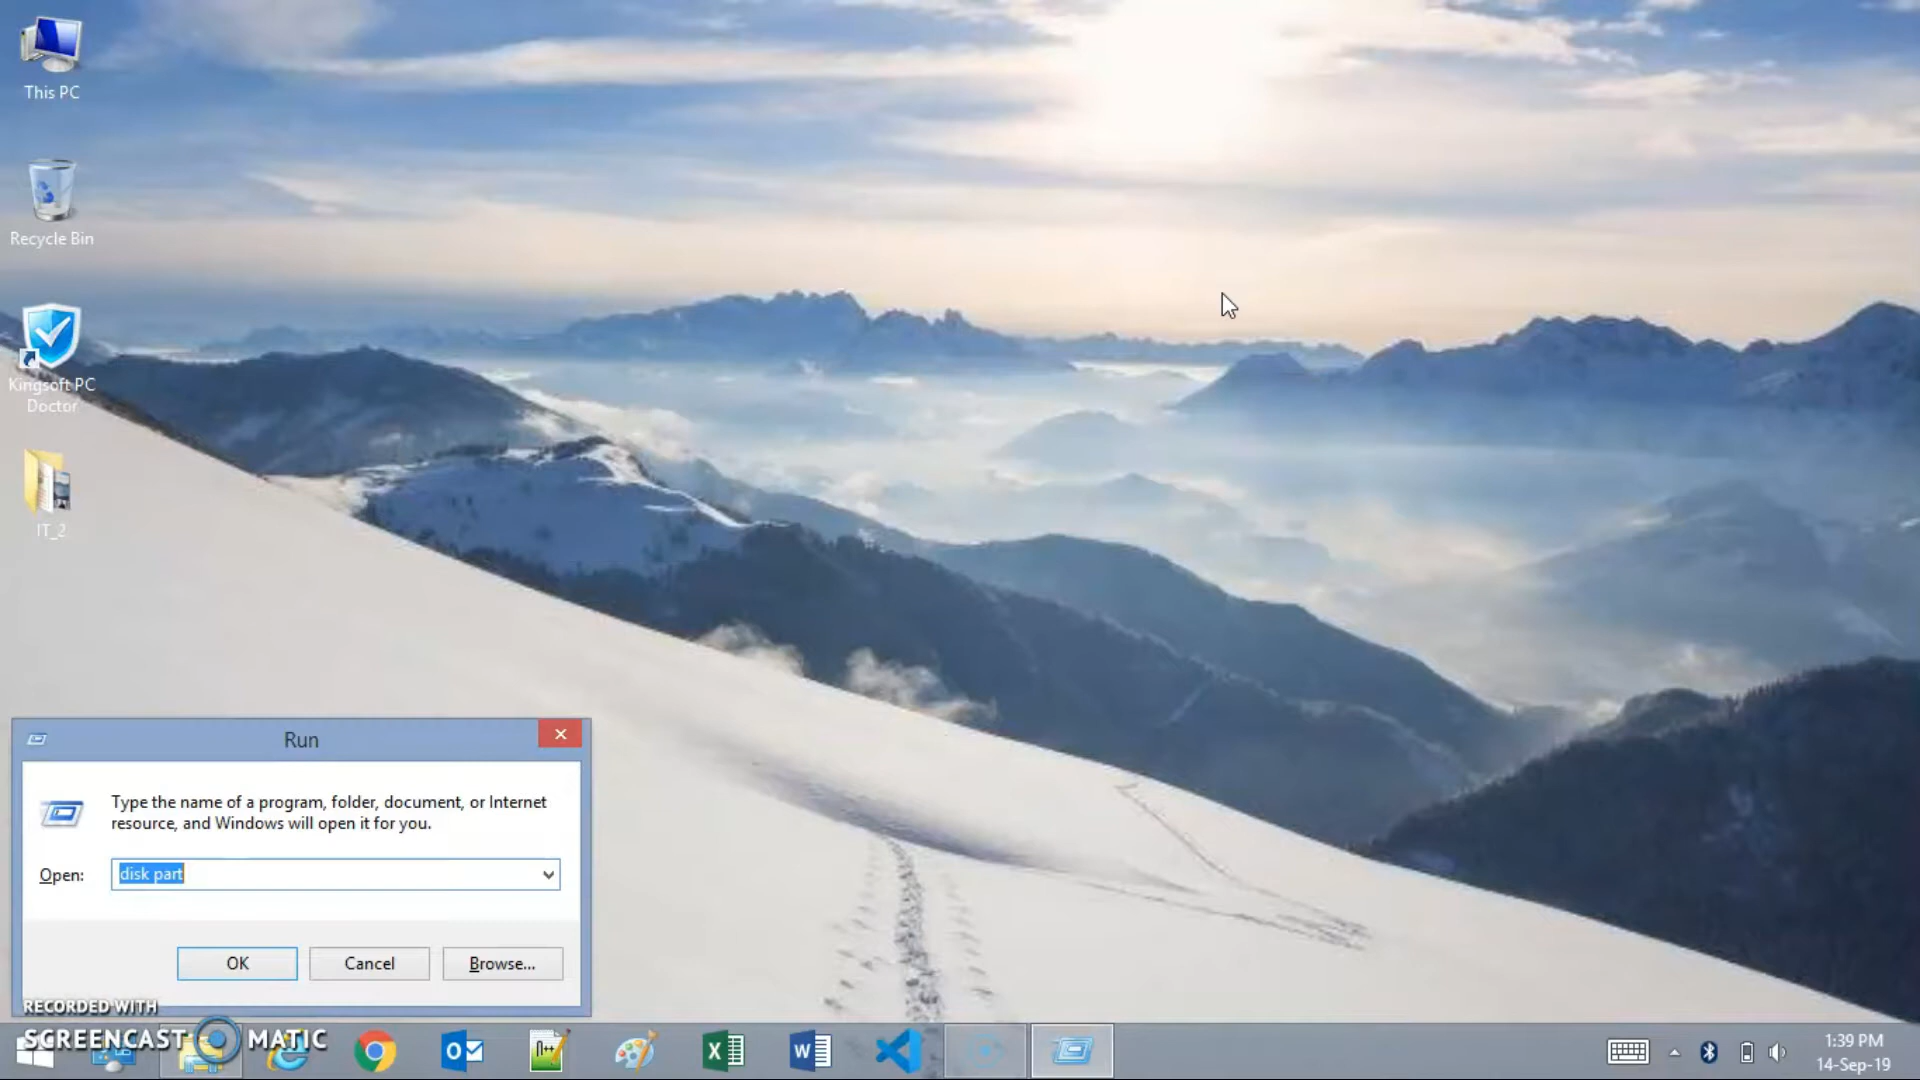 This PC
Recycle Bin
Kingsoft PC
Doctor
IT_2
Run
Type the name of a program, folder, document, or Internet
resource, and Windows will open it for you.
Open:
disk part
OK
Cancel
Browse...
RECORDED WITH
SCREENCAST MATIC
1:39 PM
14-Sep-19